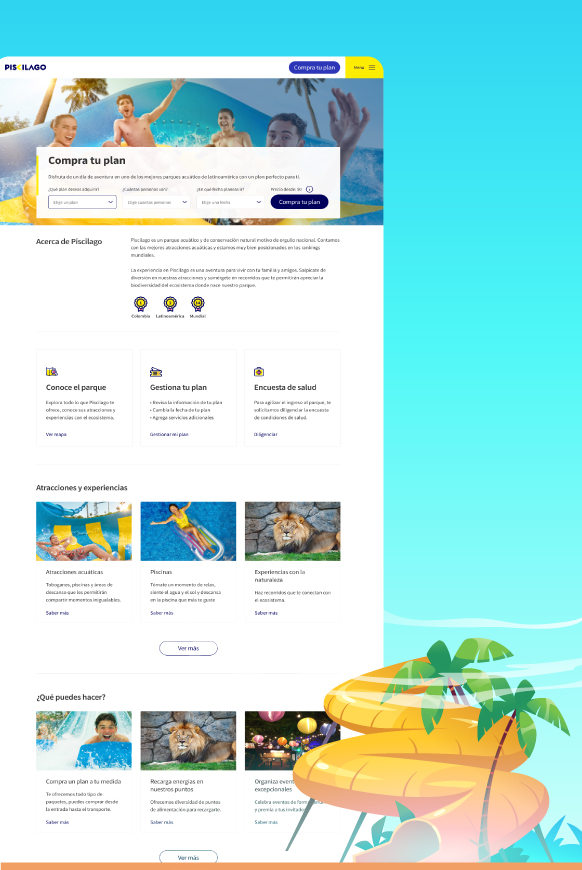 PISCILAGO
Compra tu plan
Menú
Compra tu plan
Disfruta de un día de aventura en uno de los mejores parques acuático de latinoamérica con un plan perfecto para ti.
¿Qué plan deseas adquirir?
¿Cuántas personas van?
¿En qué fecha planeas ir?
Precio desde: $0
Elige un plan
Elige cuántas personas
Elige una fecha
Compra tu plan
Acerca de Piscilago
Piscilago es un parque acuático y de conservación natural motivo de orgullo nacional. Contamos
con las mejores atracciones acuáticas y estamos muy bien posicionados en los rankings
mundiales.
La experiencia en Piscilago es una aventura para vivir con tu familia y amigos. Salpícate de
diversión en nuestras atracciones y sumérgete en recorridos que te permitirán apreciar la
biodiversidad del ecosistema donde nace nuestro parque.
Colombia
Latinoamérica
Mundial
Conoce el parque
Explora todo lo que Piscilago te
ofrece, conoce sus atracciones y
experiencias con el ecosistema.
Ver mapa
Gestiona tu plan
• Revisa la información de tu plan
• Cambia la fecha de tu plan
• Agrega servicios adicionales
Gestionar mi plan
Encuesta de salud
Para agilizar el ingreso al parque, te
solicitamos diligenciar la encuesta
de condiciones de salud.
Diligenciar
Atracciones y experiencias
Atracciones acuáticas
Toboganes, piscinas y áreas de
descanso que les permitirán
compartir momentos inigualables.
Saber más
Piscinas
Tómate un momento de relax,
siente el agua y el sol y descansa
en la piscina que más te guste
Saber más
Experiencias con la
naturaleza
Haz recorridos que te conectan con
el ecosistema.
Saber más
Ver más
¿Qué puedes hacer?
Compra un plan a tu medida
Te ofrecemos todo tipo de
paquetes, puedes comprar desde
la entrada hasta el transporte.
Saber más
Recarga energías en
nuestros puntos
Ofrecemos diversidad de puntos
de alimentación para recargarte.
Saber más
Organiza event
excepcionales
Celebra eventos de form
y premia a tus invitado
Saber más
Ver más